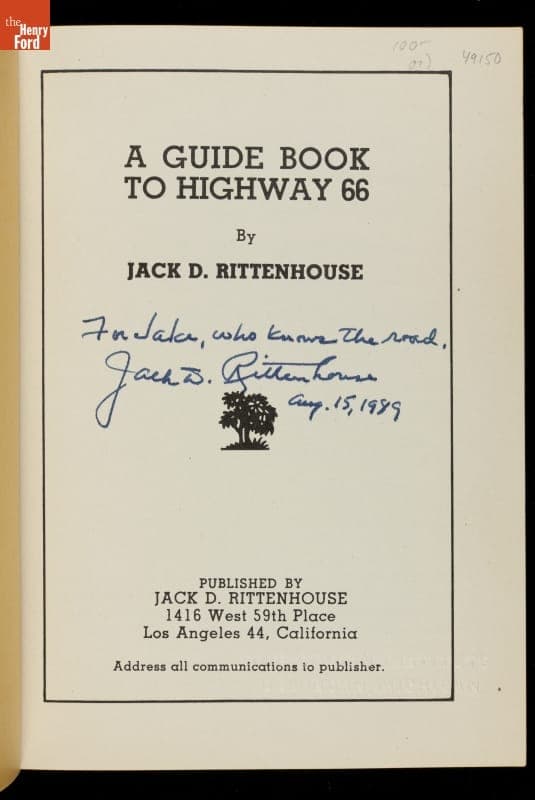 the
Henry
Ford
49150
A GUIDE BOOK
TO HIGHWAY 66
By
JACK D. RITTENHOUSE
For Jake, who knows the road,
Jack D. Rittenhouse
Aug. 15, 1989
PUBLISHED BY
JACK D. RITTENHOUSE
1416 West 59th Place
Los Angeles 44, California
Address all communications to publisher.